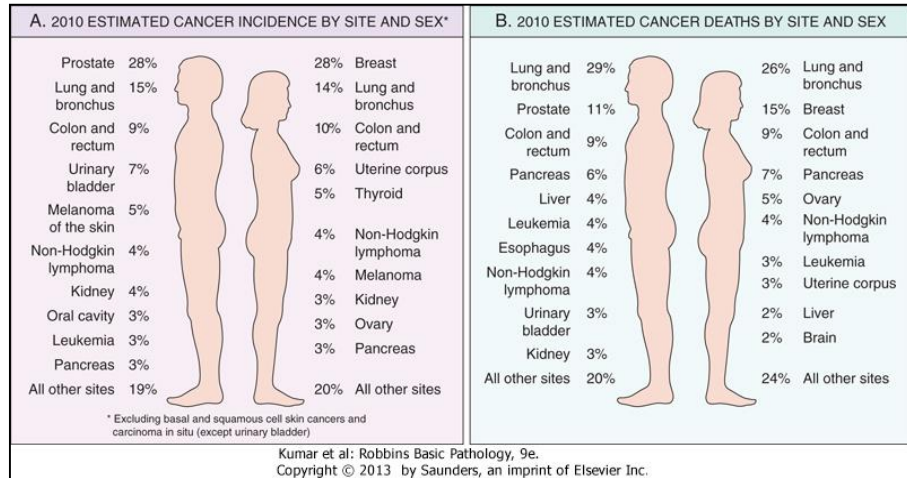 A. 2010 ESTIMATED CANCER INCIDENCE BY SITE AND SEX*
Prostate 28%
Lung and 15%
bronchus
Colon and 9%
rectum
Urinary 7%
bladder
Melanoma 5%
of the skin
Non-Hodgkin 4%
lymphoma
Kidney 4%
Oral cavity 3%
Leukemia 3%
Pancreas 3%
All other sites 19%
28% Breast
14% Lung and
bronchus
10% Colon and
rectum
6% Uterine corpus
5% Thyroid
4% Non-Hodgkin
lymphoma
4% Melanoma
3% Kidney
3% Ovary
3% Pancreas
20% All other sites
* Excluding basal and squamous cell skin cancers and
carcinoma in situ (except urinary bladder)
B. 2010 ESTIMATED CANCER DEATHS BY SITE AND SEX
Lung and 29%
bronchus
Prostate 11%
Colon and 9%
rectum
Pancreas 6%
Liver 4%
Leukemia 4%
Esophagus 4%
Non-Hodgkin 4%
lymphoma
Urinary 3%
bladder
Kidney 3%
All other sites 20%
26% Lung and
bronchus
15% Breast
9% Colon and
rectum
7% Pancreas
5% Ovary
4% Non-Hodgkin
lymphoma
3% Leukemia
3% Uterine corpus
2% Liver
2% Brain
24% All other sites
Kumar et al: Robbins Basic Pathology, 9e.
Copyright © 2013 by Saunders, an imprint of Elsevier Inc.